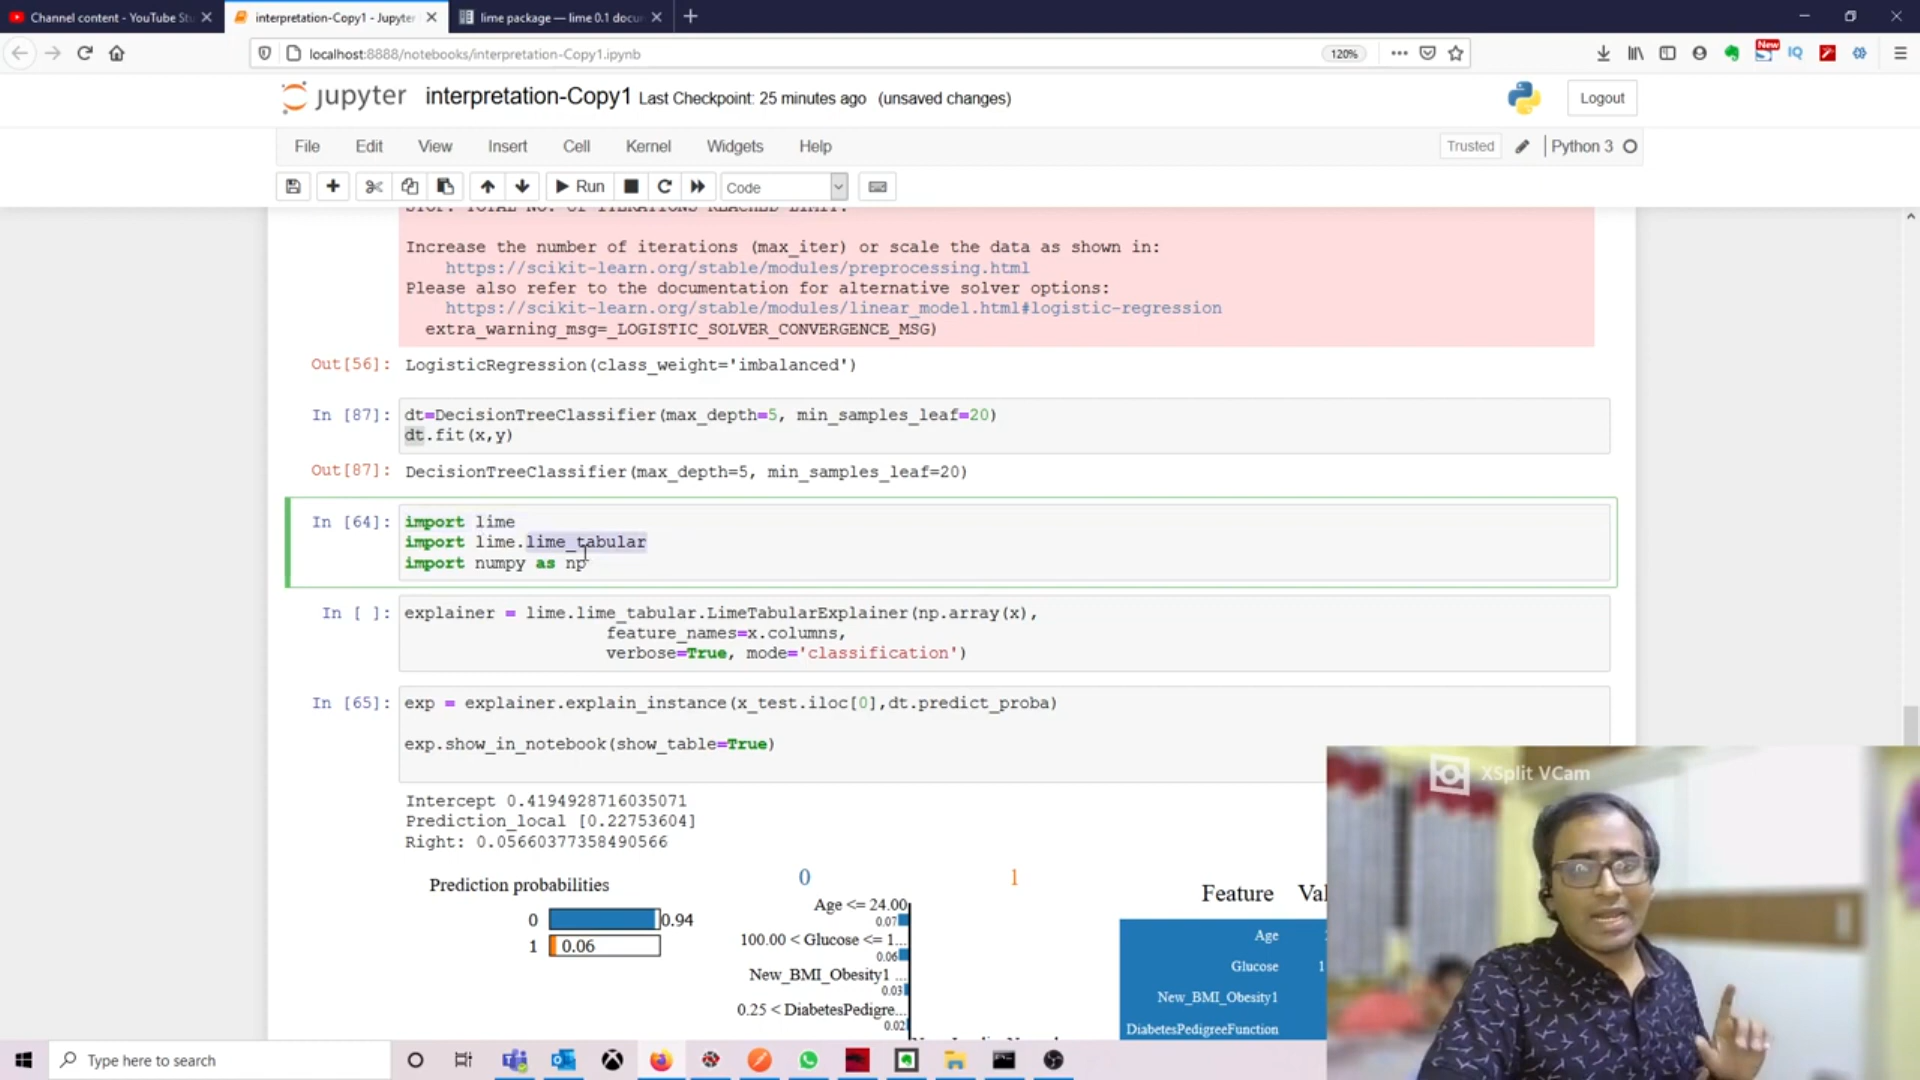 Channel content - YouTube St
interpretation-Copy1 - Jupyter
lime package — lime 0.1 docu
localhost:8888/notebooks/interpretation-Copy1.ipynb
120%
New
IQ
jupyter interpretation-Copy1 Last Checkpoint: 25 minutes ago (unsaved changes)
Logout
File Edit View Insert Cell Kernel Widgets Help
Trusted
Python 3
Run
Code
STOP: TOTAL NO. of ITERATIONS REACHED LIMIT.
Increase the number of iterations (max_iter) or scale the data as shown in:
https://scikit-learn.org/stable/modules/preprocessing.html
Please also refer to the documentation for alternative solver options:
https://scikit-learn.org/stable/modules/linear_model.html#logistic-regression
extra_warning_msg=_LOGISTIC_SOLVER_CONVERGENCE_MSG)
Out[56]: LogisticRegression(class_weight='imbalanced')
In [87]: dt=DecisionTreeClassifier(max_depth=5, min_samples_leaf=20)
dt.fit(x,y)
Out[87]: DecisionTreeClassifier(max_depth=5, min_samples_leaf=20)
In [64]: import lime
import lime.lime_tabular
import numpy as np
In [ ]: explainer = lime.lime_tabular.LimeTabularExplainer(np.array(x),
feature_names=x.columns,
verbose=True, mode='classification')
In [65]: exp = explainer.explain_instance(x_test.iloc[0],dt.predict_proba)
exp.show_in_notebook(show_table=True)
Intercept 0.4194928716035071
Prediction_local [0.22753604]
Right: 0.05660377358490566
Prediction probabilities
0 0.94
1 0.06
0 1
Age <= 24.00
0.07
100.00 < Glucose <= 1...
0.06
New_BMI_Obesity1 ...
0.03
0.25 < DiabetesPedigre...
0.02
Feature Val
Age
Glucose 1
New_BMI_Obesity1
DiabetesPedigreeFunction
XSplit VCam
Type here to search